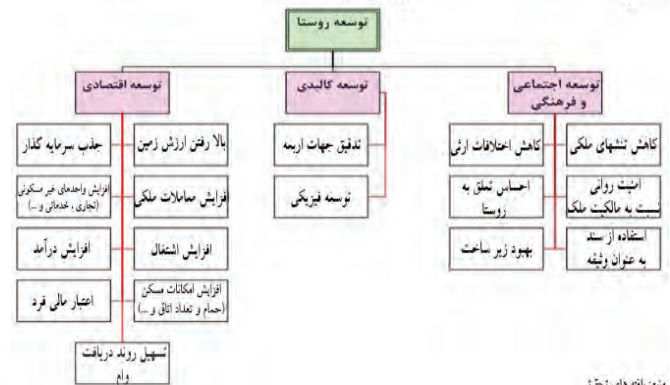 توسعه روستا
توسعه اجتماعی
و فرهنگی
توسعه کالبدی
توسعه اقتصادی
کاهش تنشهای ملکی
کاهش اختلافات ارثی
امنیت روانی
نسبت به مالکیت ملک
احساس تعلق به
روستا
استفاده از سند
به عنوان وثیقه
بهبود زیر ساخت
تدقیق جهات اربعه
توسعه فیزیکی
بالا رفتن ارزش زمین
جذب سرمایه گذار
افزایش معاملات ملکی
افزایش واحدهای غیر مسکونی
(تجاری ، خدماتی و ...)
افزایش اشتغال
افزایش درآمد
افزایش امکانات مسکن
(حمام و تعداد اتاق و ...)
اعتبار مالی فرد
تسهیل روند دریافت
وام